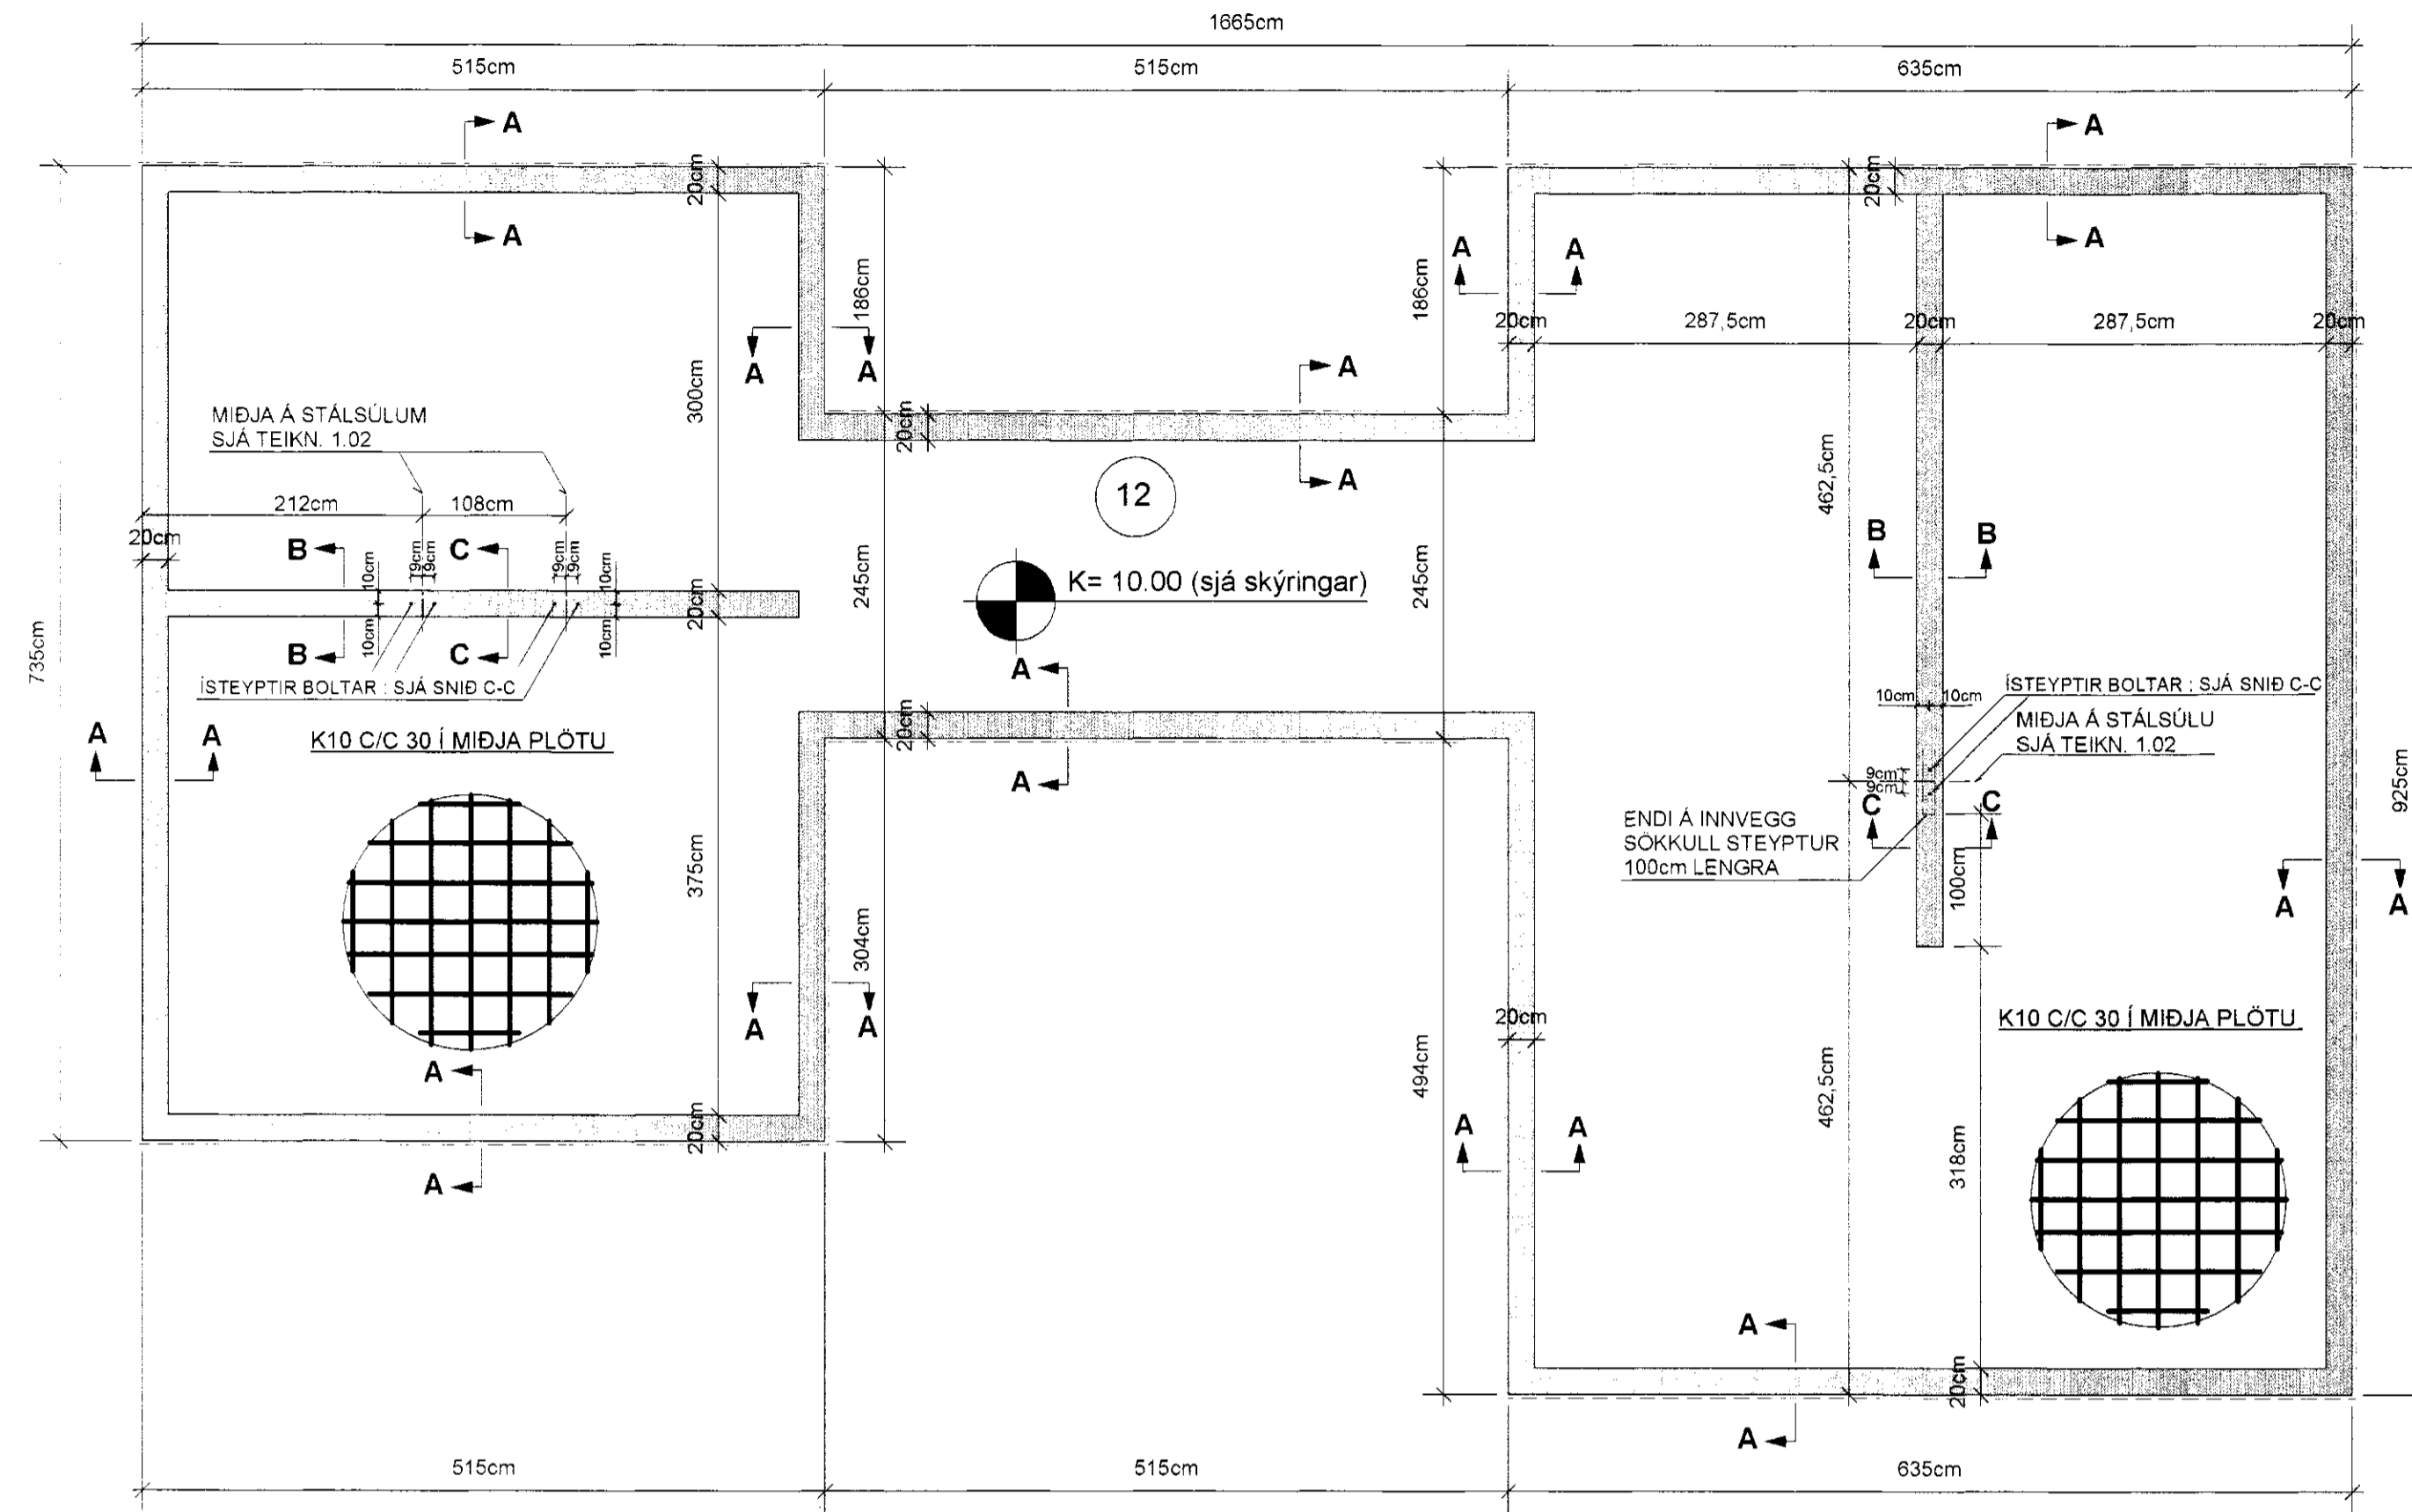 1665cm
515cm
515cm
635cm
A
A
A
A
20cm
20cm
186cm
186cm
A
A
20cm
287,5cm
20cm
287,5cm
20cm
A
A
A
A
300cm
MIÐJA Á STÁLSÚLUM
SJÁ TEIKN. 1.02
20cm
462,5cm
212cm
108cm
12
20cm
B
C
9cm
9cm
9cm
9cm
B
B
10cm
10cm
245cm
K= 10.00 (sjá skýringar)
245cm
20cm
10cm
10cm
B
C
A
735cm
ÍSTEYPTIR BOLTAR : SJÁ SNIÐ C-C
ÍSTEYPTIR BOLTAR : SJÁ SNIÐ C-C
10cm
10cm
MIÐJA Á STÁLSÚLU
SJÁ TEIKN. 1.02
20cm
A
A
K10 C/C 30 Í MIÐJA PLÖTU
A
9cm
9cm
925cm
C
C
ENDI Á INNVEGG
SÖKKULL STEYPTUR
100cm LENGRA
375cm
100cm
A
A
304cm
A
A
20cm
K10 C/C 30 Í MIÐJA PLÖTU
494cm
462,5cm
A
20cm
A
A
318cm
A
A
20cm
A
515cm
515cm
635cm